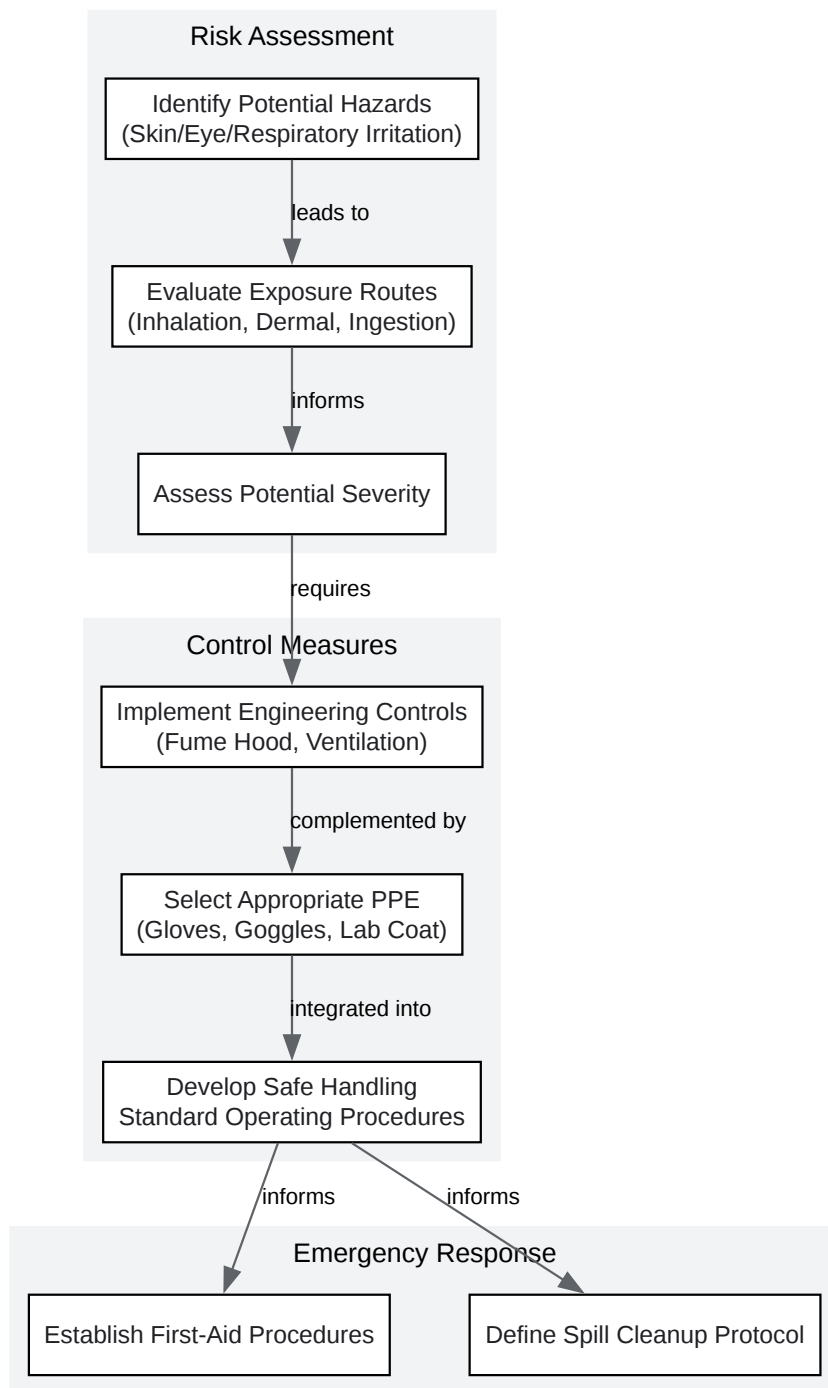 Risk Assessment
Identify Potential Hazards
(Skin/Eye/Respiratory Irritation)
leads to
Evaluate Exposure Routes
(Inhalation, Dermal, Ingestion)
informs
Assess Potential Severity
requires
Control Measures
Implement Engineering Controls
(Fume Hood, Ventilation)
complemented by
Select Appropriate PPE
(Gloves, Goggles, Lab Coat)
integrated into
Develop Safe Handling
Standard Operating Procedures
informs
informs
Emergency Response
Establish First-Aid Procedures
Define Spill Cleanup Protocol